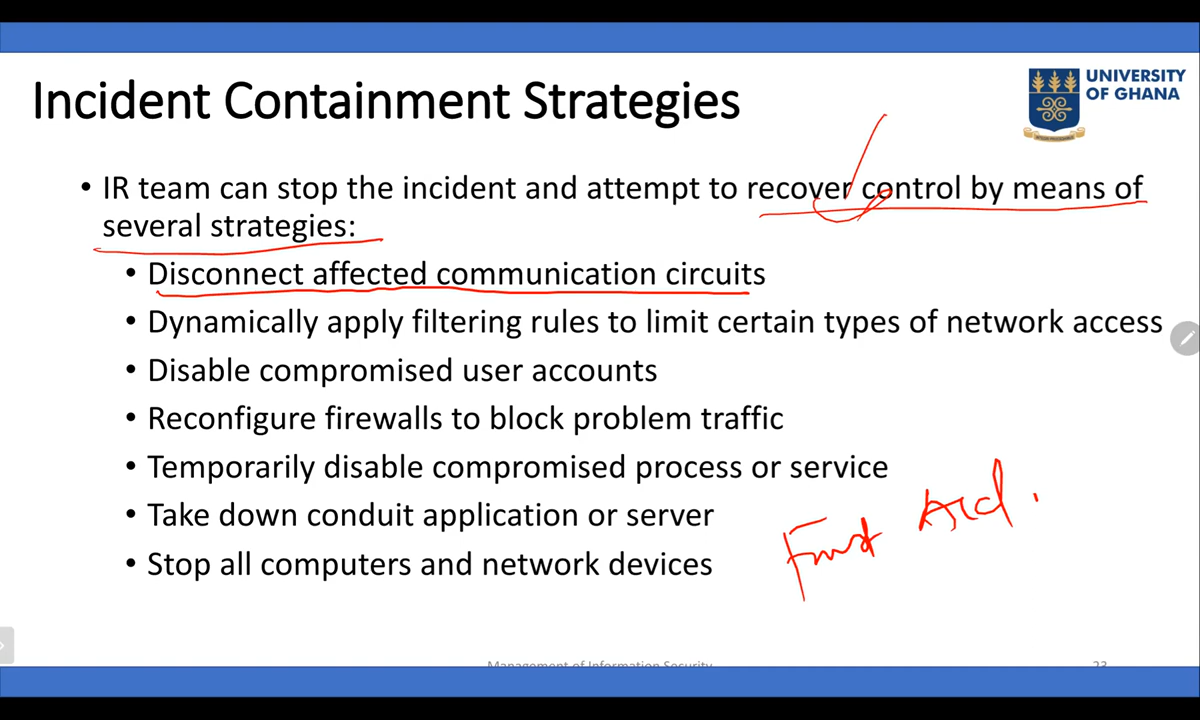 Incident Containment Strategies
UNIVERSITY
OF GHANA
• IR team can stop the incident and attempt to recover control by means of
several strategies:
• Disconnect affected communication circuits
• Dynamically apply filtering rules to limit certain types of network access
• Disable compromised user accounts
• Reconfigure firewalls to block problem traffic
• Temporarily disable compromised process or service
• Take down conduit application or server
• Stop all computers and network devices
First Aid.
Management of Information Security
23